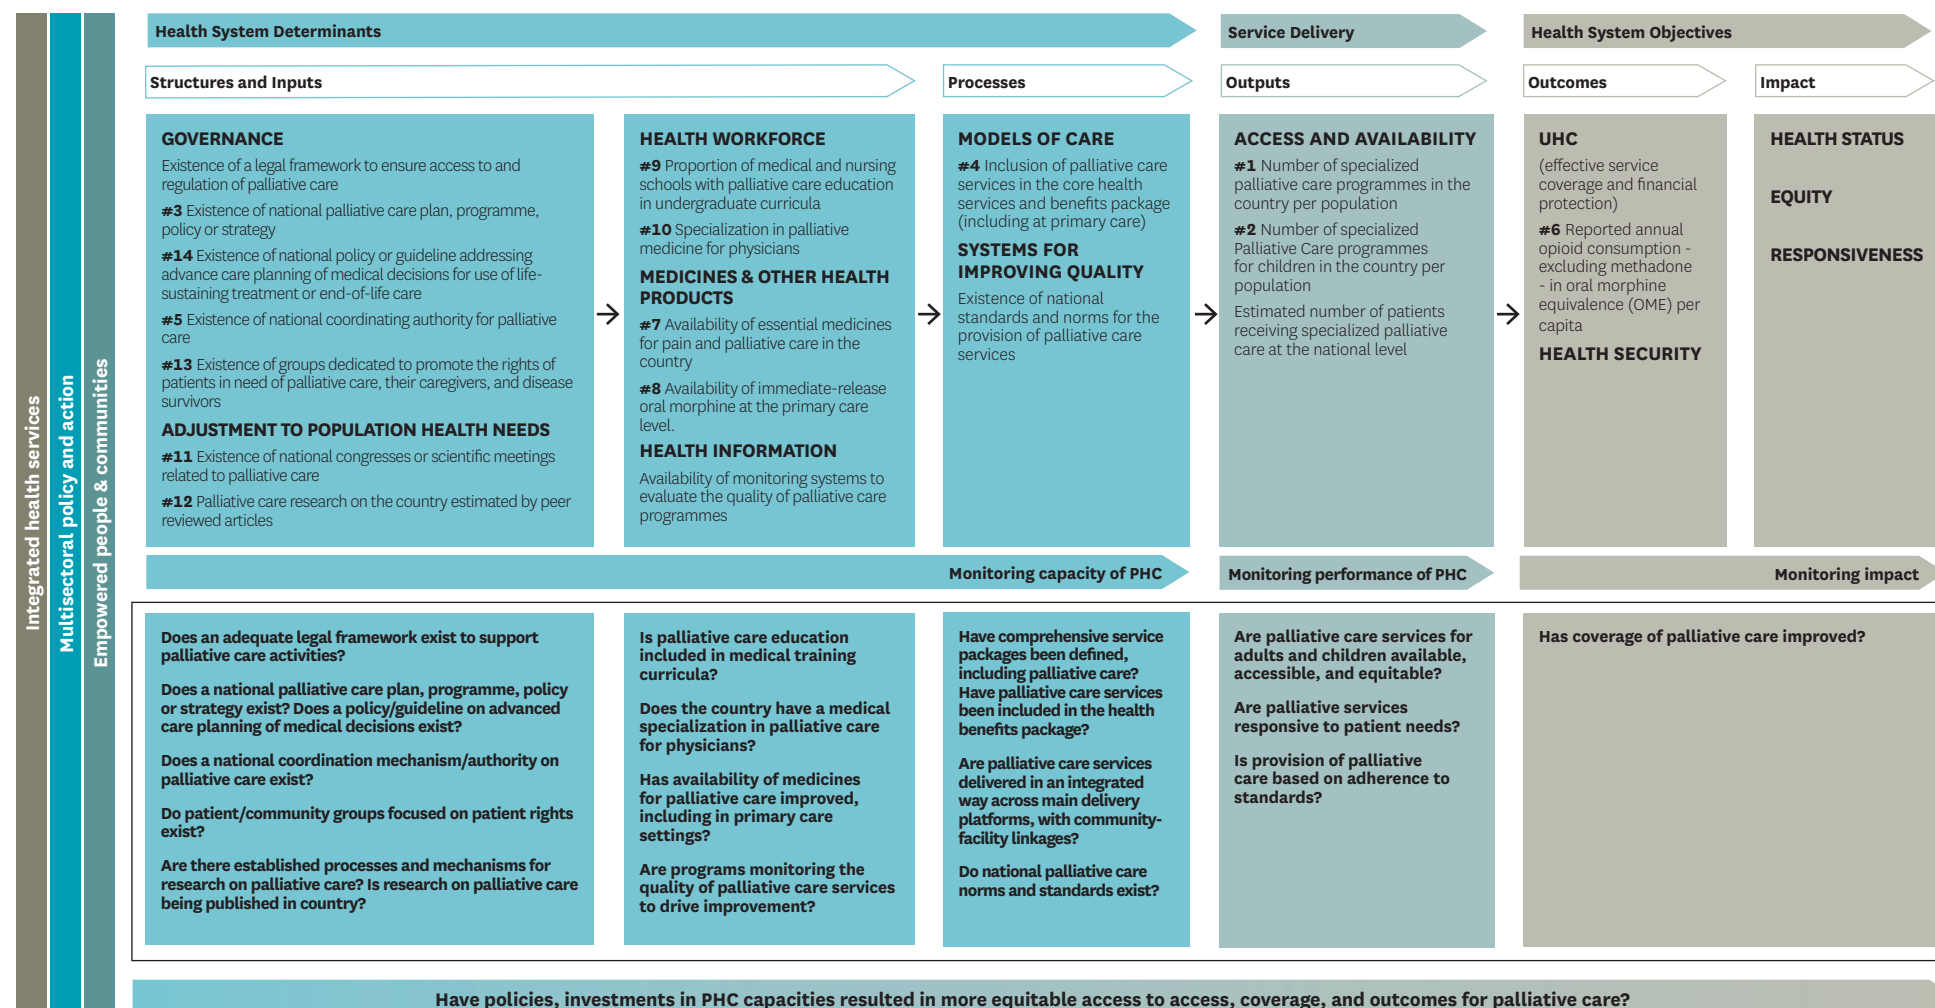 Integrated health services
Multisectoral policy and action
Empowered people & communities
Health System Determinants
Service Delivery
Health System Objectives
Structures and Inputs
Processes
Outputs
Outcomes
Impact
GOVERNANCE
Existence of a legal framework to ensure access to and
regulation of palliative care
#3 Existence of national palliative care plan, programme,
policy or strategy
#14 Existence of national policy or guideline addressing
advance care planning of medical decisions for use of life-
sustaining treatment or end-of-life care
#5 Existence of national coordinating authority for palliative
care
#13 Existence of groups dedicated to promote the rights of
patients in need of palliative care, their caregivers, and disease
survivors
ADJUSTMENT TO POPULATION HEALTH NEEDS
#11 Existence of national congresses or scientific meetings
related to palliative care
#12 Palliative care research on the country estimated by peer
reviewed articles
→
HEALTH WORKFORCE
#9 Proportion of medical and nursing
schools with palliative care education
in undergraduate curricula
#10 Specialization in palliative
medicine for physicians
MEDICINES & OTHER HEALTH
PRODUCTS
#7 Availability of essential medicines
for pain and palliative care in the
country
#8 Availability of immediate-release
oral morphine at the primary care
level.
HEALTH INFORMATION
Availability of monitoring systems to
evaluate the quality of palliative care
programmes
→
MODELS OF CARE
#4 Inclusion of palliative care
services in the core health
services and benefits package
(including at primary care)
SYSTEMS FOR
IMPROVING QUALITY
Existence of national
standards and norms for the
provision of palliative care
services
→
ACCESS AND AVAILABILITY
#1 Number of specialized
palliative care programmes in the
country per population
#2 Number of specialized
Palliative Care programmes
for children in the country per
population
Estimated number of patients
receiving specialized palliative
care at the national level
→
UHC
(effective service
coverage and financial
protection)
#6 Reported annual
opioid consumption -
excluding methadone
- in oral morphine
equivalence (OME) per
capita
HEALTH SECURITY
HEALTH STATUS
EQUITY
RESPONSIVENESS
Monitoring capacity of PHC
Monitoring performance of PHC
Monitoring impact
Does an adequate legal framework exist to support
palliative care activities?
Does a national palliative care plan, programme, policy
or strategy exist? Does a policy/guideline on advanced
care planning of medical decisions exist?
Does a national coordination mechanism/authority on
palliative care exist?
Do patient/community groups focused on patient rights
exist?
Are there established processes and mechanisms for
research on palliative care? Is research on palliative care
being published in country?
Is palliative care education
included in medical training
curricula?
Does the country have a medical
specialization in palliative care
for physicians?
Has availability of medicines
for palliative care improved,
including in primary care
settings?
Are programs monitoring the
quality of palliative care services
to drive improvement?
Have comprehensive service
packages been defined,
including palliative care?
Have palliative care services
been included in the health
benefits package?
Are palliative care services
delivered in an integrated
way across main delivery
platforms, with community-
facility linkages?
Do national palliative care
norms and standards exist?
Are palliative care services for
adults and children available,
accessible, and equitable?
Are palliative services
responsive to patient needs?
Is provision of palliative
care based on adherence to
standards?
Has coverage of palliative care improved?
Have policies, investments in PHC capacities resulted in more equitable access to access, coverage, and outcomes for palliative care?